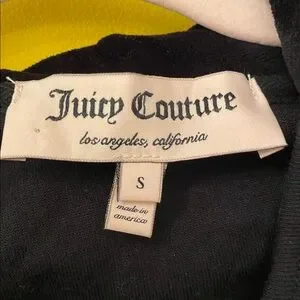 Juicy Couture
los angeles, california
S
made in
america